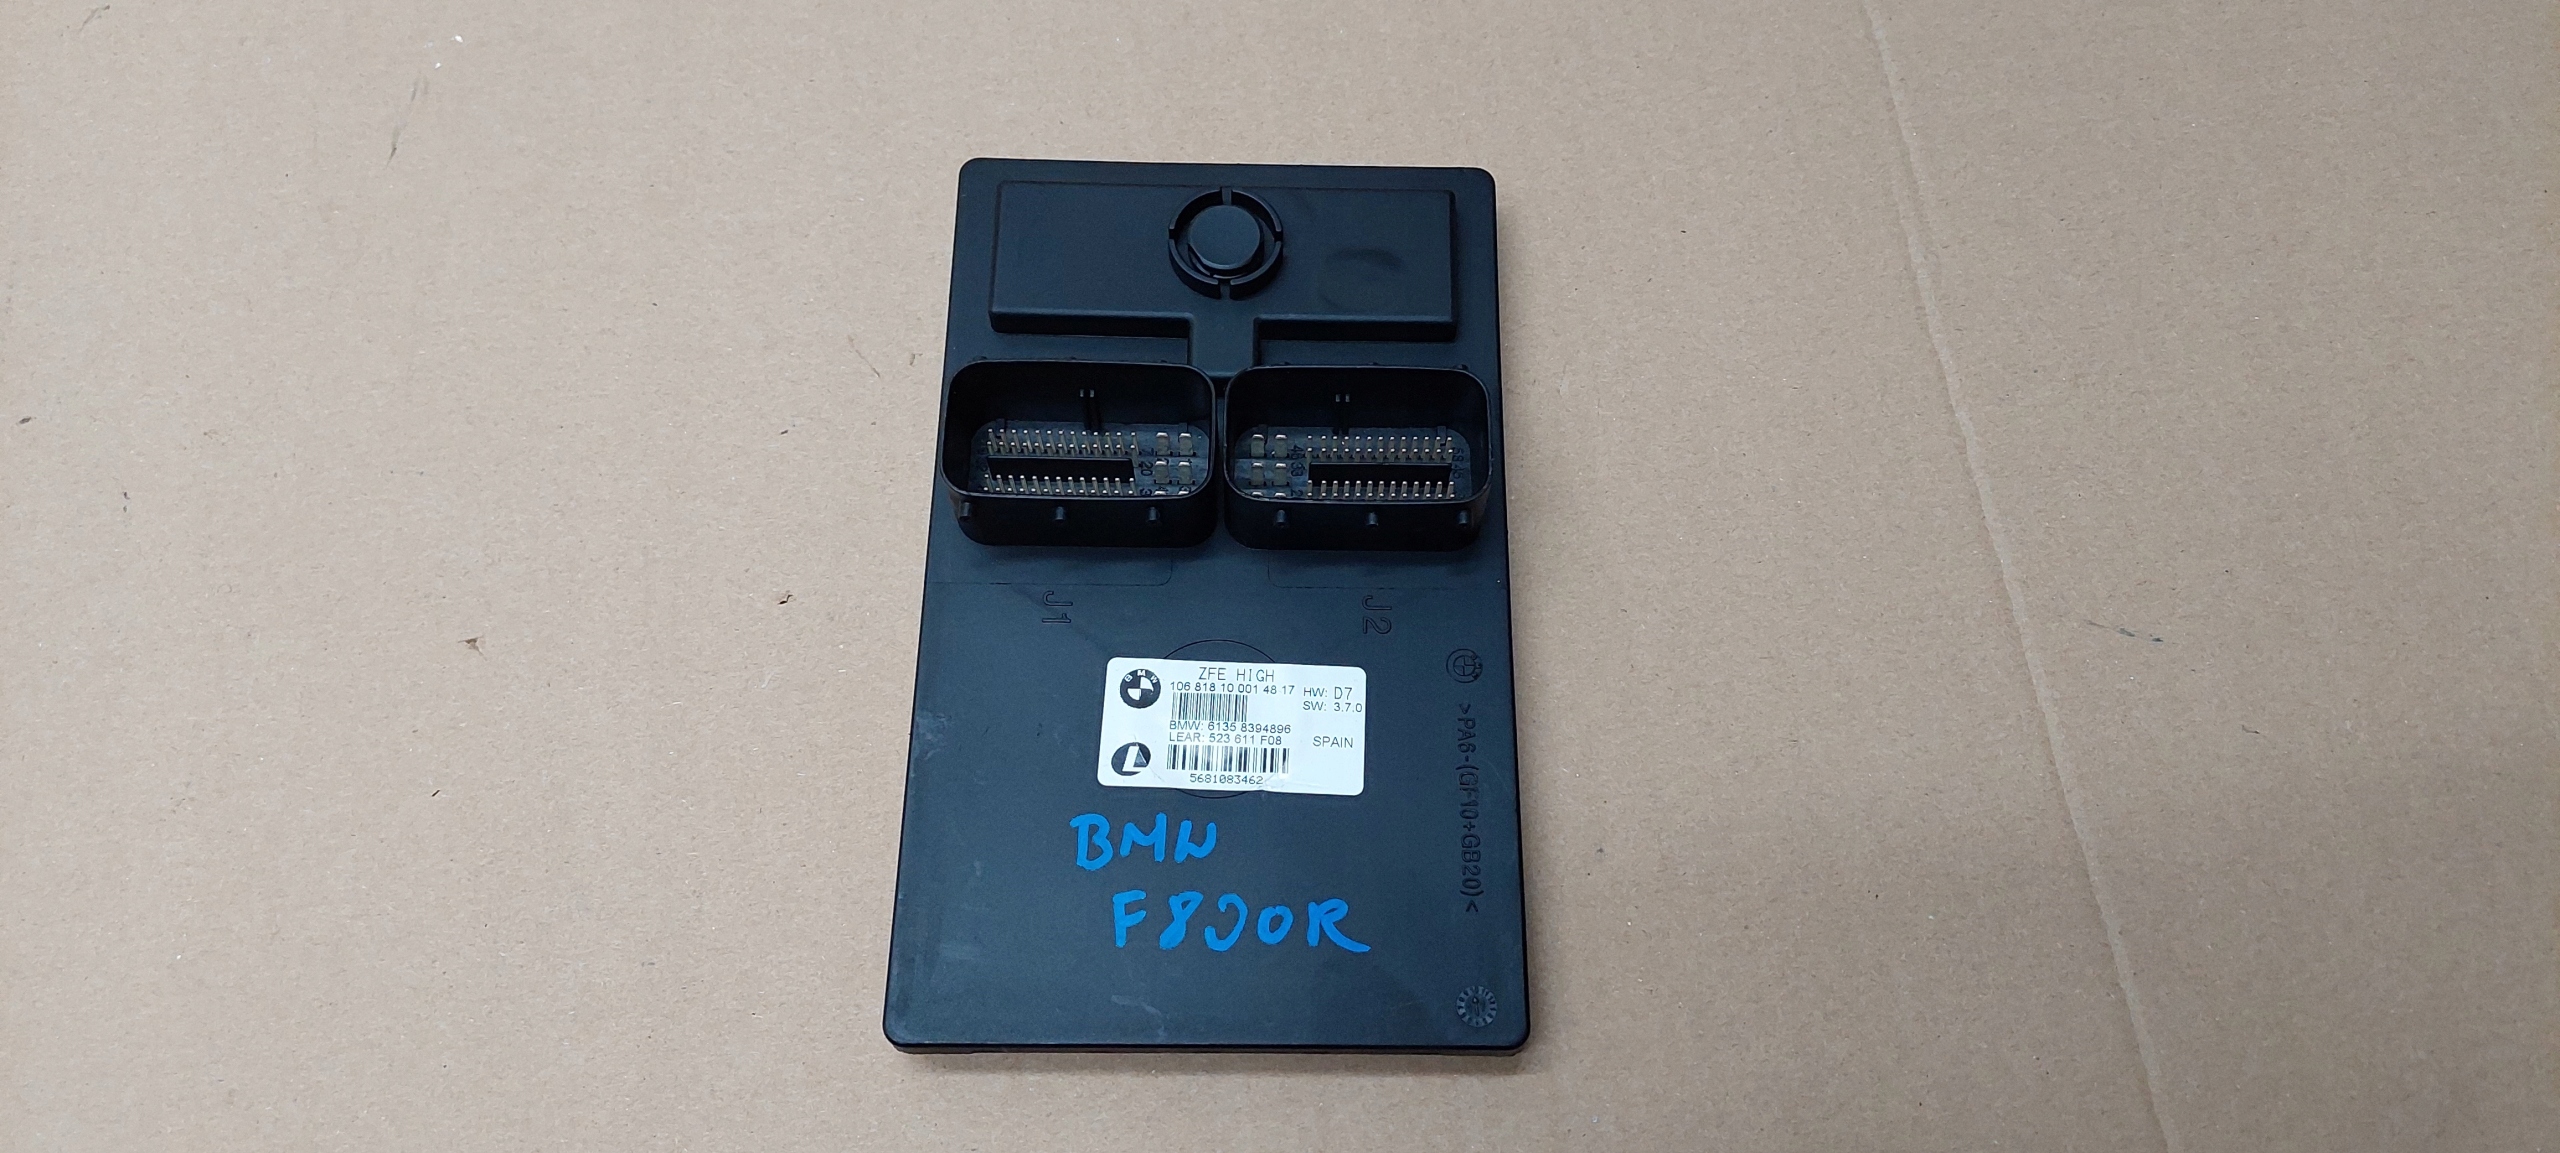 J1
J2
BMW
ZFE HIGH
106 818 10 001 48 17
HW: D7
SW: 3.7.0
BMW: 6135 8394896
LEAR: 523 611 F08
SPAIN
L
5681083462
>PA6-(GF10+GB20)<
BMW
F800R